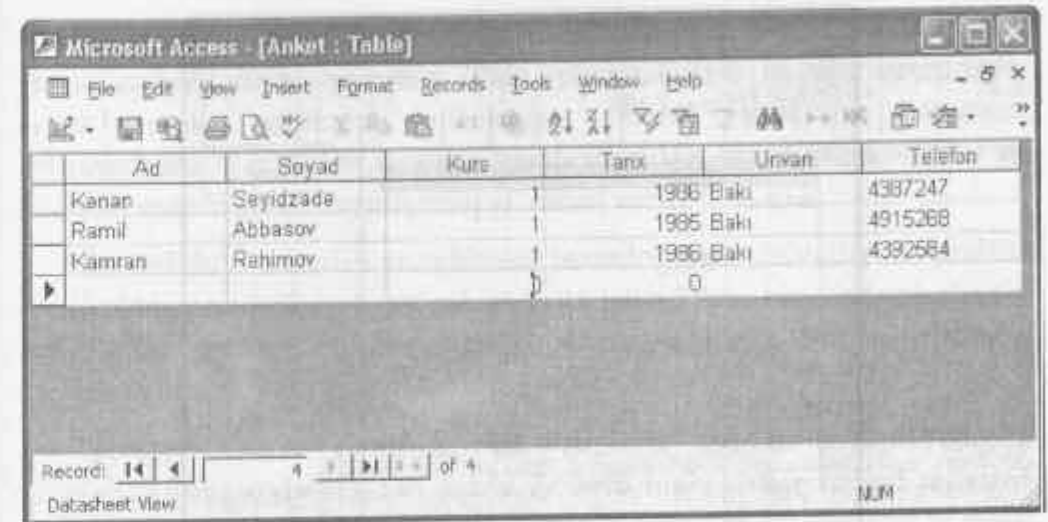 Microsoft Access - [Anket : Table]
File Edit View Insert Format Records Tools Window Help
Ad Soyad Kurs Tarix Unvan Telefon
Kanan Seyidzade 1 1986 Bakı 4387247
Ramil Abbasov 1 1985 Bakı 4915268
Kamran Rahimov 1 1986 Bakı 4392584
0 0
Record: 4 of 4
Datasheet View NUM